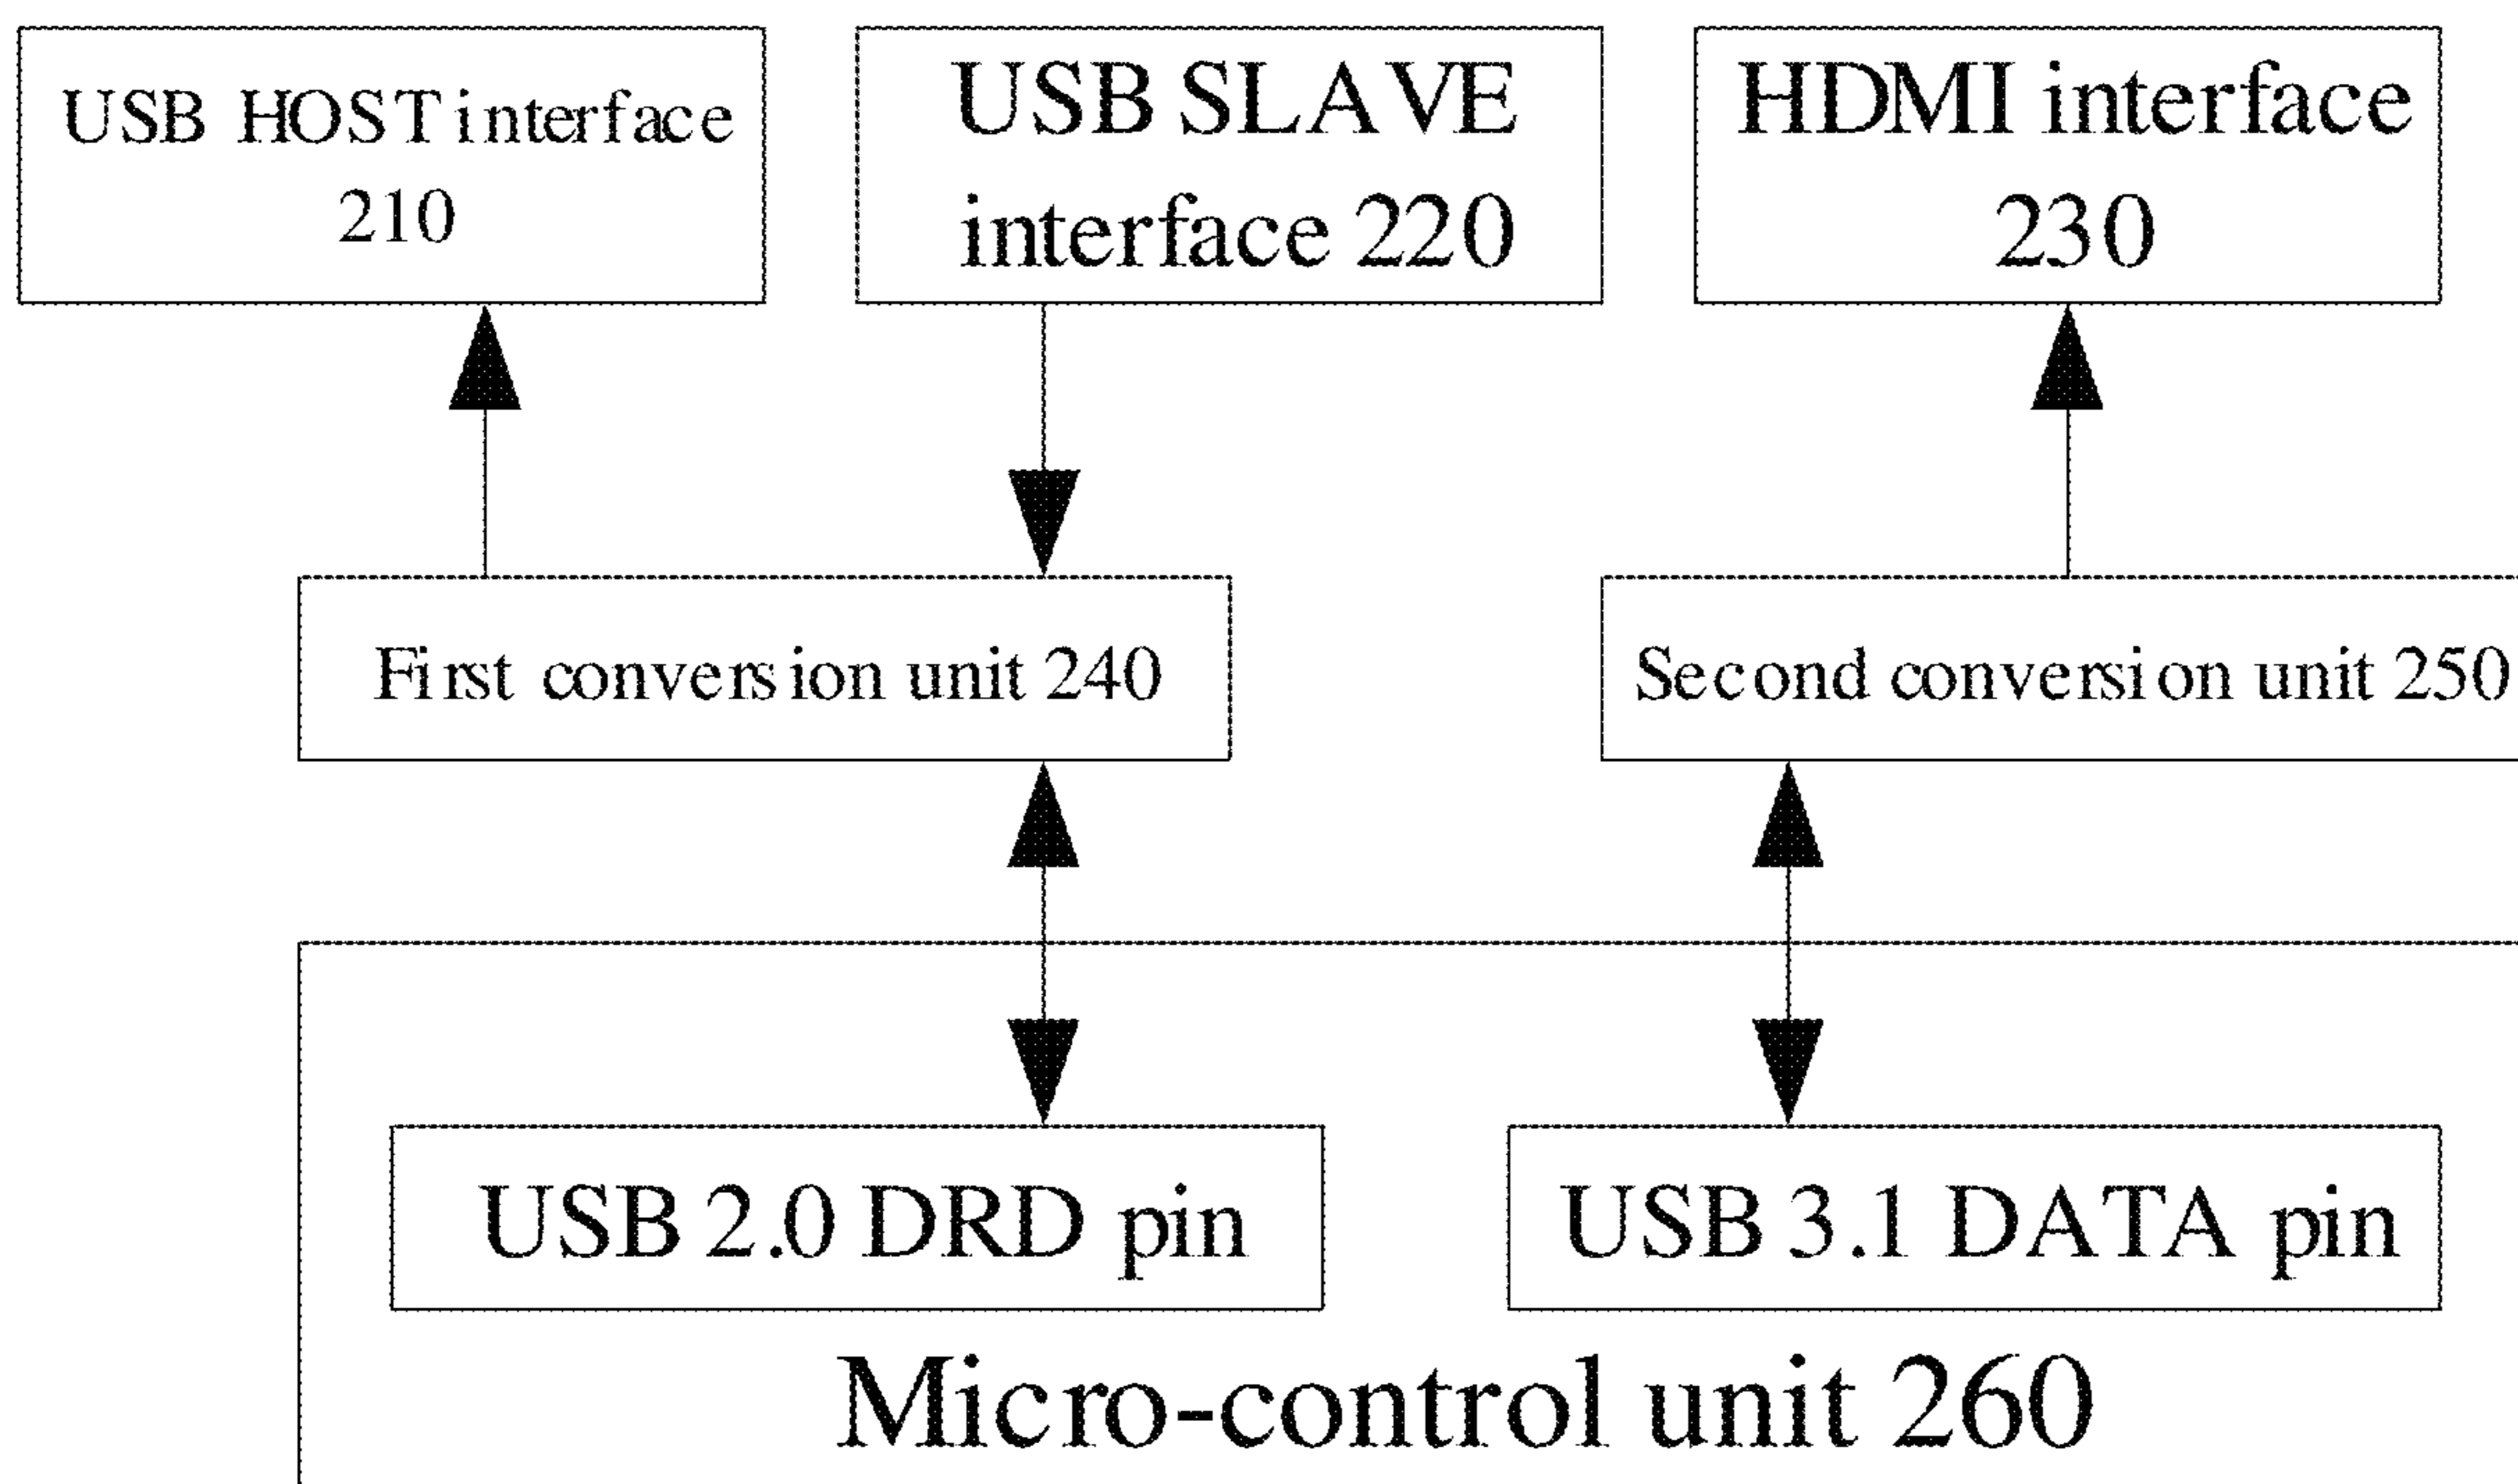 USB HOST interface
210
USB SLAVE
interface 220
HDMI interface
230
First conversion unit 240
Second conversion unit 250
USB 2.0 DRD pin
USB 3.1 DATA pin
Micro-control unit 260